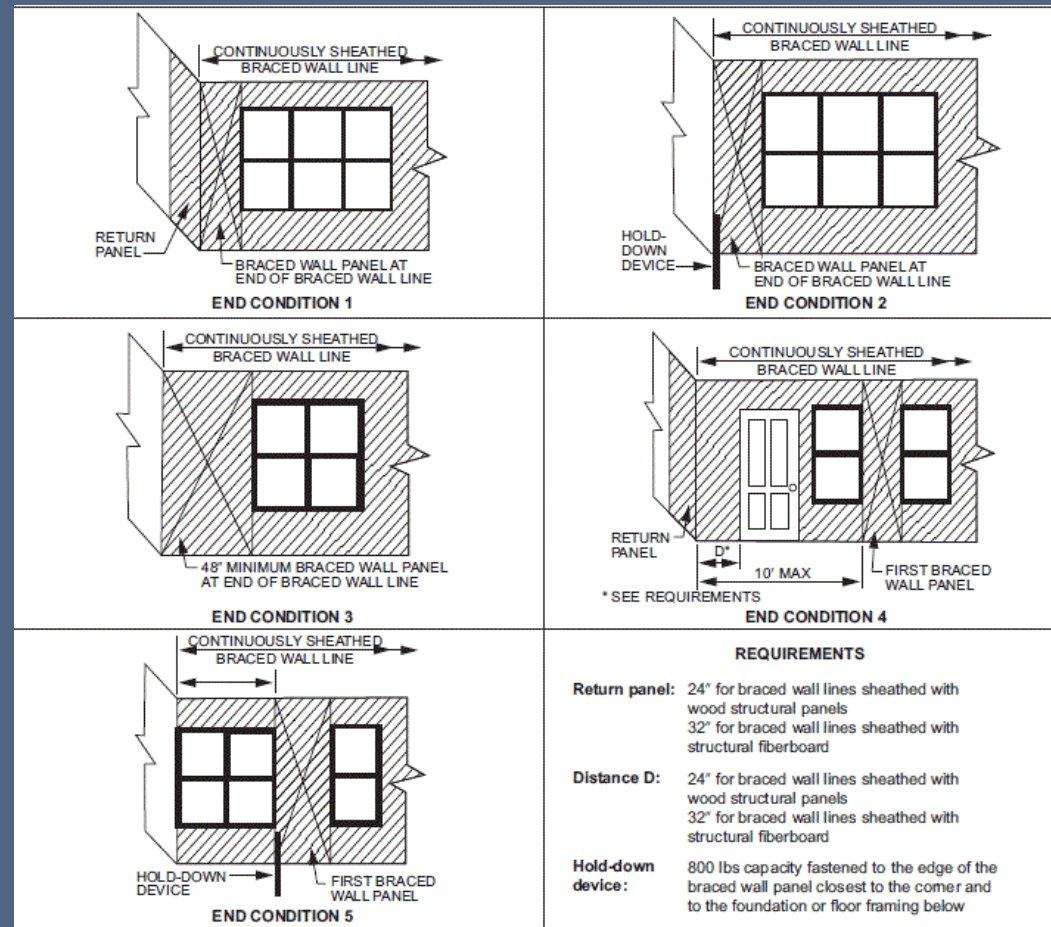 CONTINUOUSLY SHEATHED
BRACED WALL LINE
RETURN
PANEL
BRACED WALL PANEL AT
END OF BRACED WALL LINE
END CONDITION 1
CONTINUOUSLY SHEATHED
BRACED WALL LINE
HOLD-
DOWN
DEVICE
BRACED WALL PANEL AT
END OF BRACED WALL LINE
END CONDITION 2
CONTINUOUSLY SHEATHED
BRACED WALL LINE
48" MINIMUM BRACED WALL PANEL
AT END OF BRACED WALL LINE
END CONDITION 3
CONTINUOUSLY SHEATHED
BRACED WALL LINE
RETURN
PANEL
D*
10' MAX
FIRST BRACED
WALL PANEL
* SEE REQUIREMENTS
END CONDITION 4
CONTINUOUSLY SHEATHED
BRACED WALL LINE
HOLD-DOWN
DEVICE
FIRST BRACED
WALL PANEL
END CONDITION 5
REQUIREMENTS
Return panel: 24" for braced wall lines sheathed with
wood structural panels
32" for braced wall lines sheathed with
structural fiberboard
Distance D: 24" for braced wall lines sheathed with
wood structural panels
32" for braced wall lines sheathed with
structural fiberboard
Hold-down 800 lbs capacity fastened to the edge of the
device: braced wall panel closest to the corner and
to the foundation or floor framing below